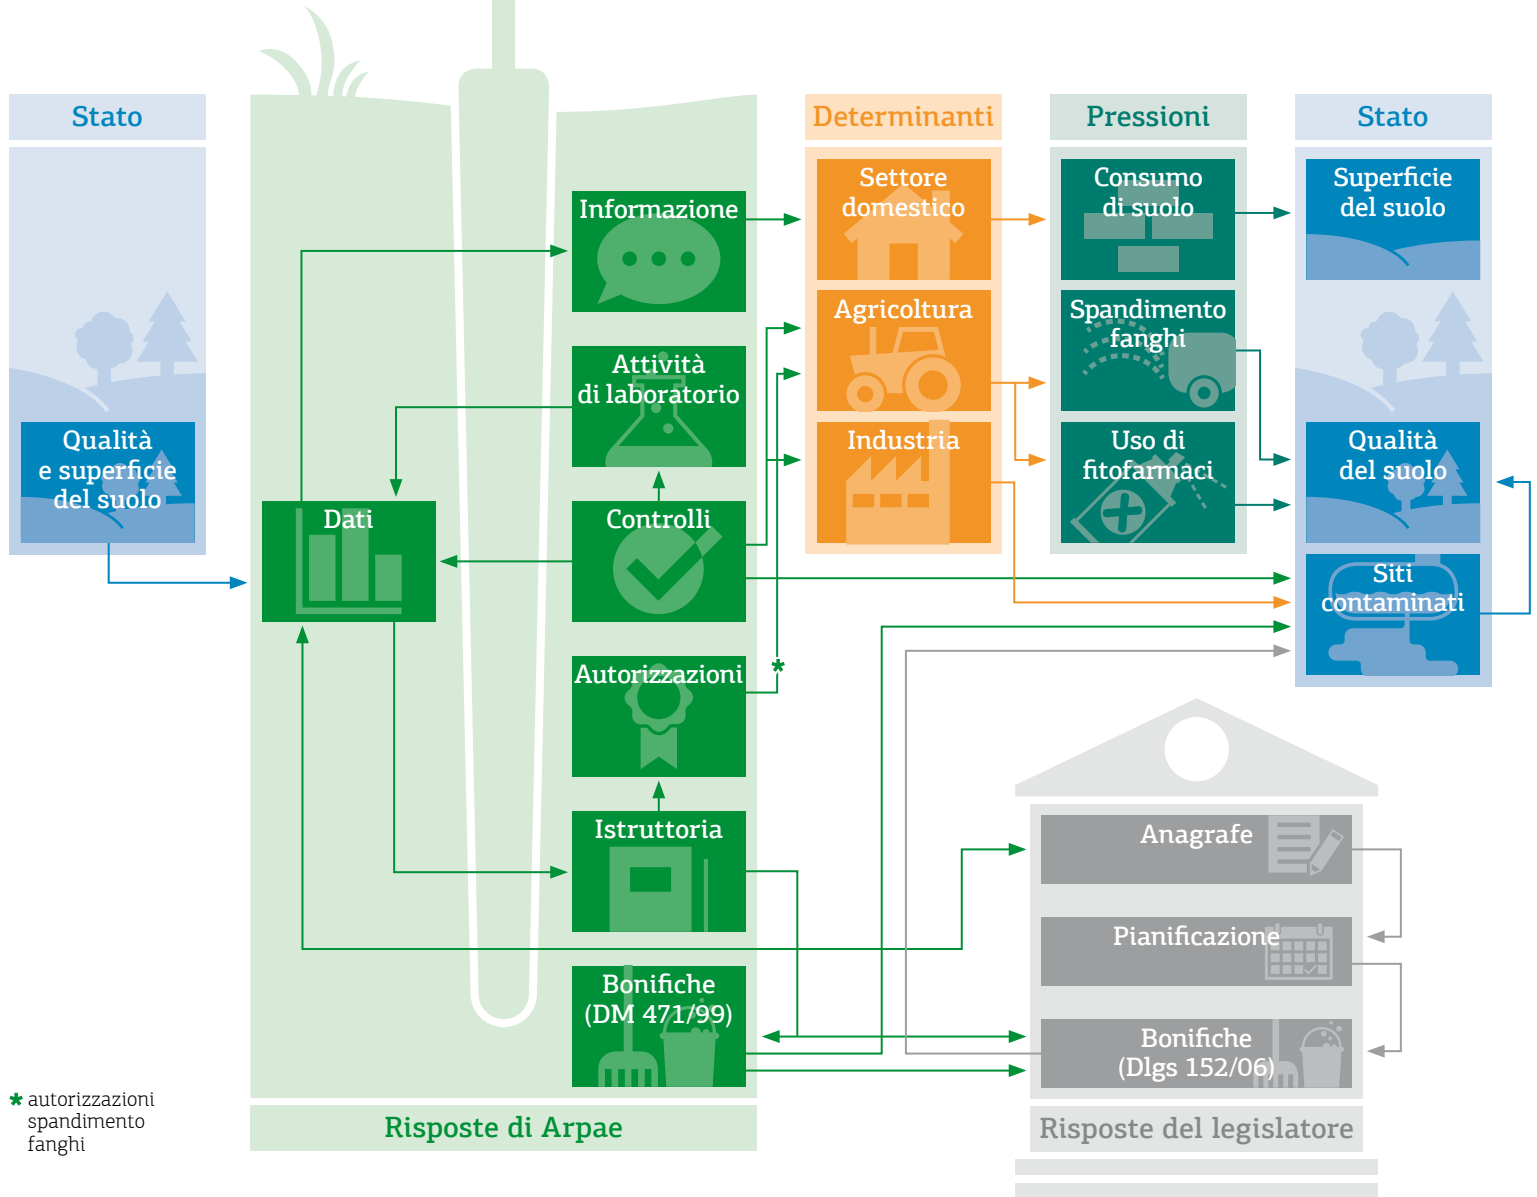 Stato
Qualità
e superficie
del suolo
Dati
Informazione
Attività
di laboratorio
Controlli
Autorizzazioni
*
Istruttoria
Bonifiche
(DM 471/99)
Risposte di Arpae
* autorizzazioni
spandimento
fanghi
Determinanti
Settore
domestico
Agricoltura
Industria
Pressioni
Consumo
di suolo
Spandimento
fanghi
Uso di
fitofarmaci
Stato
Superficie
del suolo
Qualità
del suolo
Siti
contaminati
Anagrafe
Pianificazione
Bonifiche
(Dlgs 152/06)
Risposte del legislatore